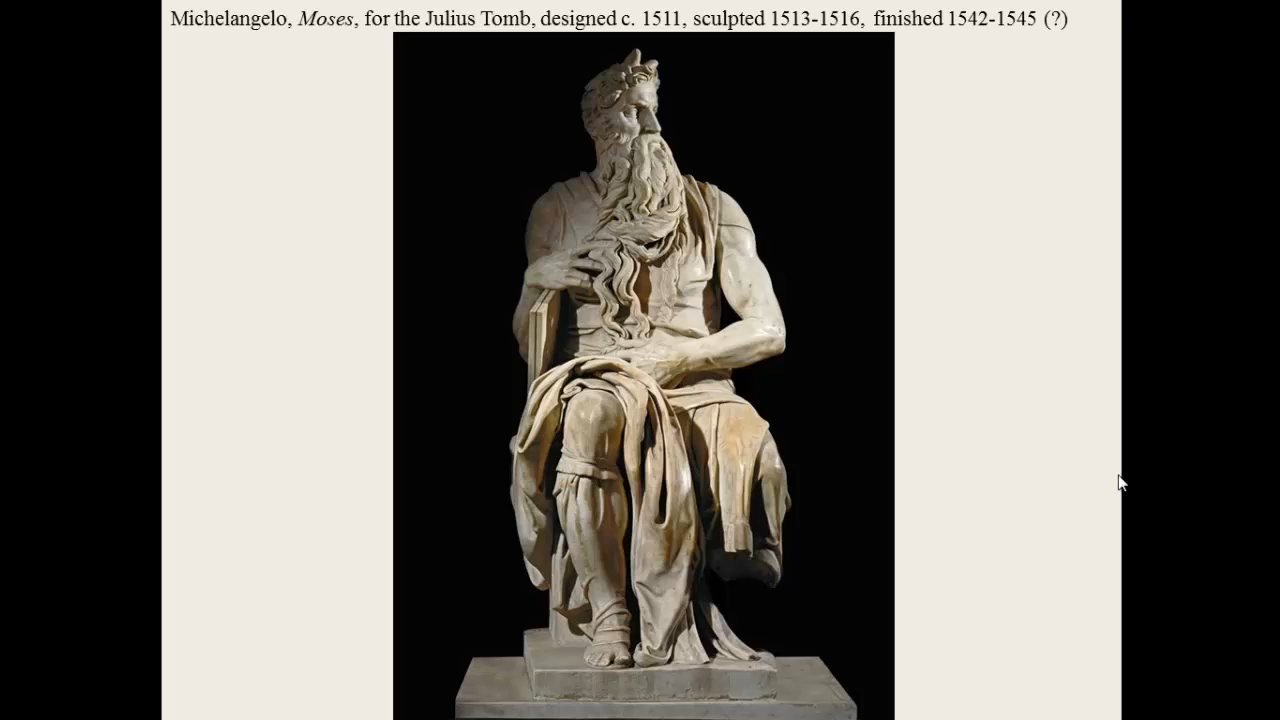 Michelangelo, Moses, for the Julius Tomb, designed c. 1511, sculpted 1513-1516, finished 1542-1545 (?)